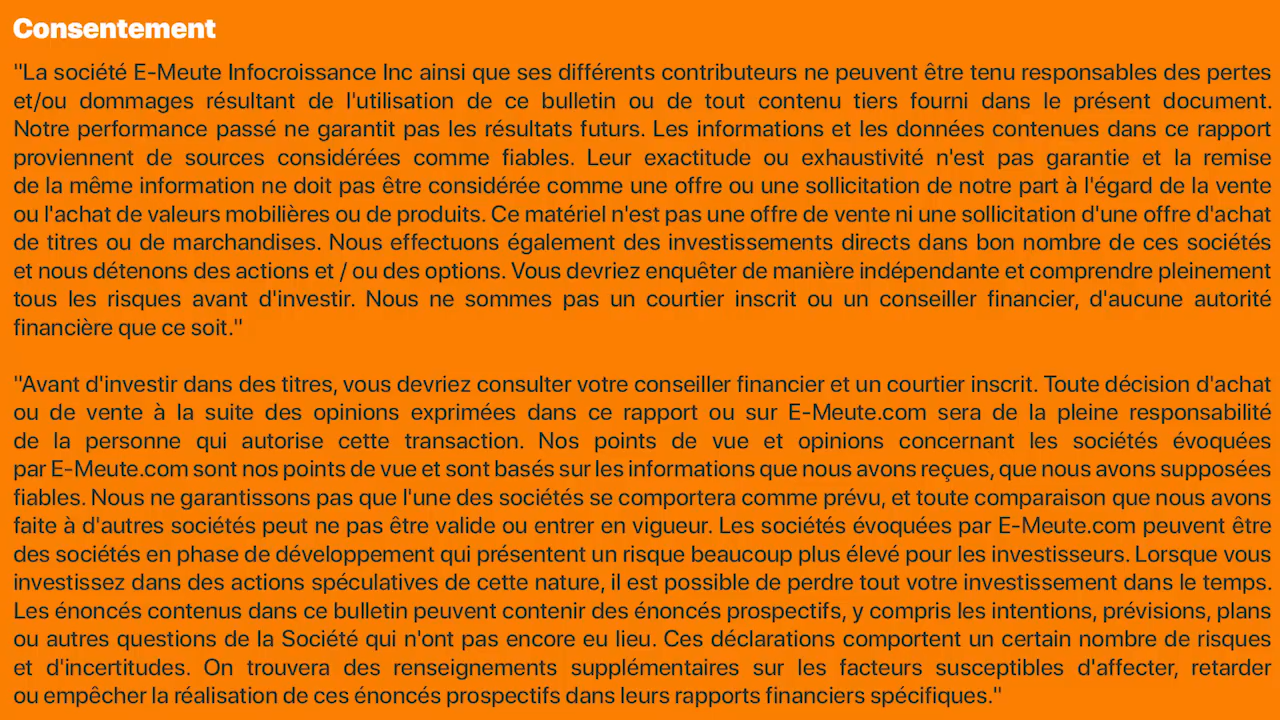 Consentement
"La société E-Meute Infocroissance Inc ainsi que ses différents contributeurs ne peuvent être tenu responsables des pertes
et/ou dommages résultant de l'utilisation de ce bulletin ou de tout contenu tiers fourni dans le présent document.
Notre performance passé ne garantit pas les résultats futurs. Les informations et les données contenues dans ce rapport
proviennent de sources considérées comme fiables. Leur exactitude ou exhaustivité n'est pas garantie et la remise
de la même information ne doit pas être considérée comme une offre ou une sollicitation de notre part à l'égard de la vente
ou l'achat de valeurs mobilières ou de produits. Ce matériel n'est pas une offre de vente ni une sollicitation d'une offre d'achat
de titres ou de marchandises. Nous effectuons également des investissements directs dans bon nombre de ces sociétés
et nous détenons des actions et / ou des options. Vous devriez enquêter de manière indépendante et comprendre pleinement
tous les risques avant d'investir. Nous ne sommes pas un courtier inscrit ou un conseiller financier, d'aucune autorité
financière que ce soit."
"Avant d'investir dans des titres, vous devriez consulter votre conseiller financier et un courtier inscrit. Toute décision d'achat
ou de vente à la suite des opinions exprimées dans ce rapport ou sur E-Meute.com sera de la pleine responsabilité
de la personne qui autorise cette transaction. Nos points de vue et opinions concernant les sociétés évoquées
par E-Meute.com sont nos points de vue et sont basés sur les informations que nous avons reçues, que nous avons supposées
fiables. Nous ne garantissons pas que l'une des sociétés se comportera comme prévu, et toute comparaison que nous avons
faite à d'autres sociétés peut ne pas être valide ou entrer en vigueur. Les sociétés évoquées par E-Meute.com peuvent être
des sociétés en phase de développement qui présentent un risque beaucoup plus élevé pour les investisseurs. Lorsque vous
investissez dans des actions spéculatives de cette nature, il est possible de perdre tout votre investissement dans le temps.
Les énoncés contenus dans ce bulletin peuvent contenir des énoncés prospectifs, y compris les intentions, prévisions, plans
ou autres questions de la Société qui n'ont pas encore eu lieu. Ces déclarations comportent un certain nombre de risques
et d'incertitudes. On trouvera des renseignements supplémentaires sur les facteurs susceptibles d'affecter, retarder
ou empêcher la réalisation de ces énoncés prospectifs dans leurs rapports financiers spécifiques."